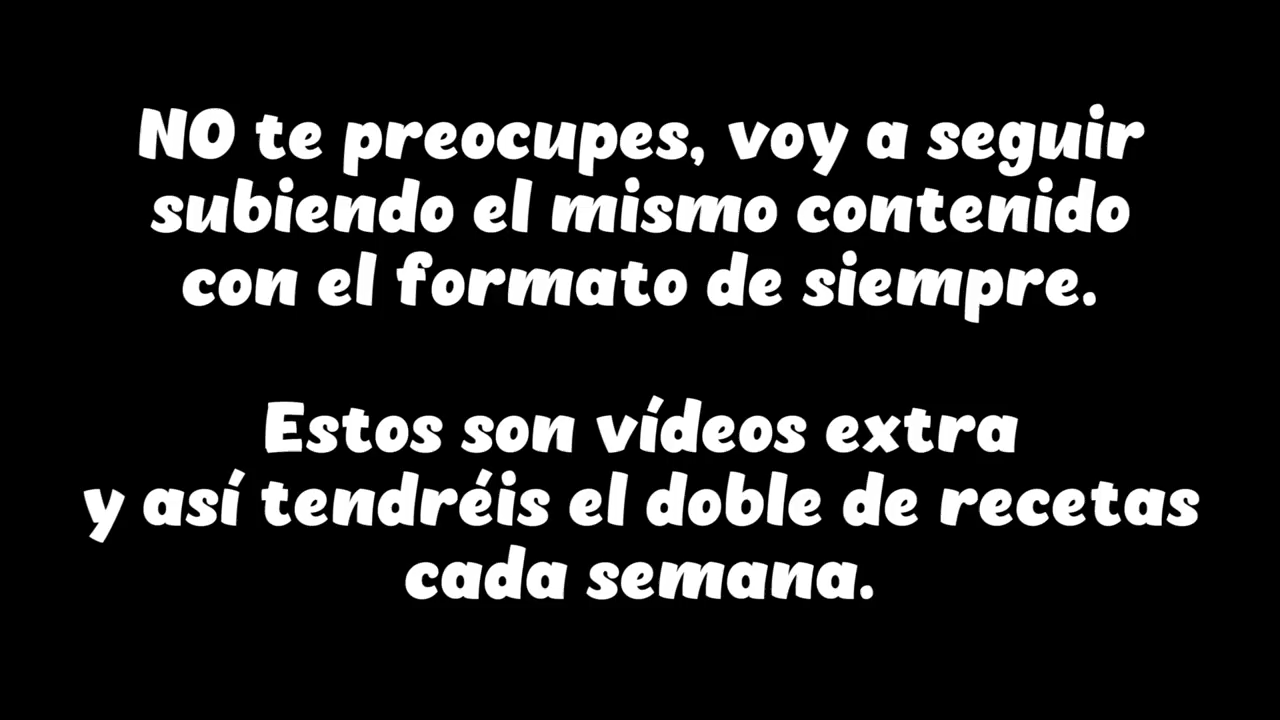 NO te preocupes, voy a seguir
subiendo el mismo contenido
con el formato de siempre.
Estos son vídeos extra
y así tendréis el doble de recetas
cada semana.